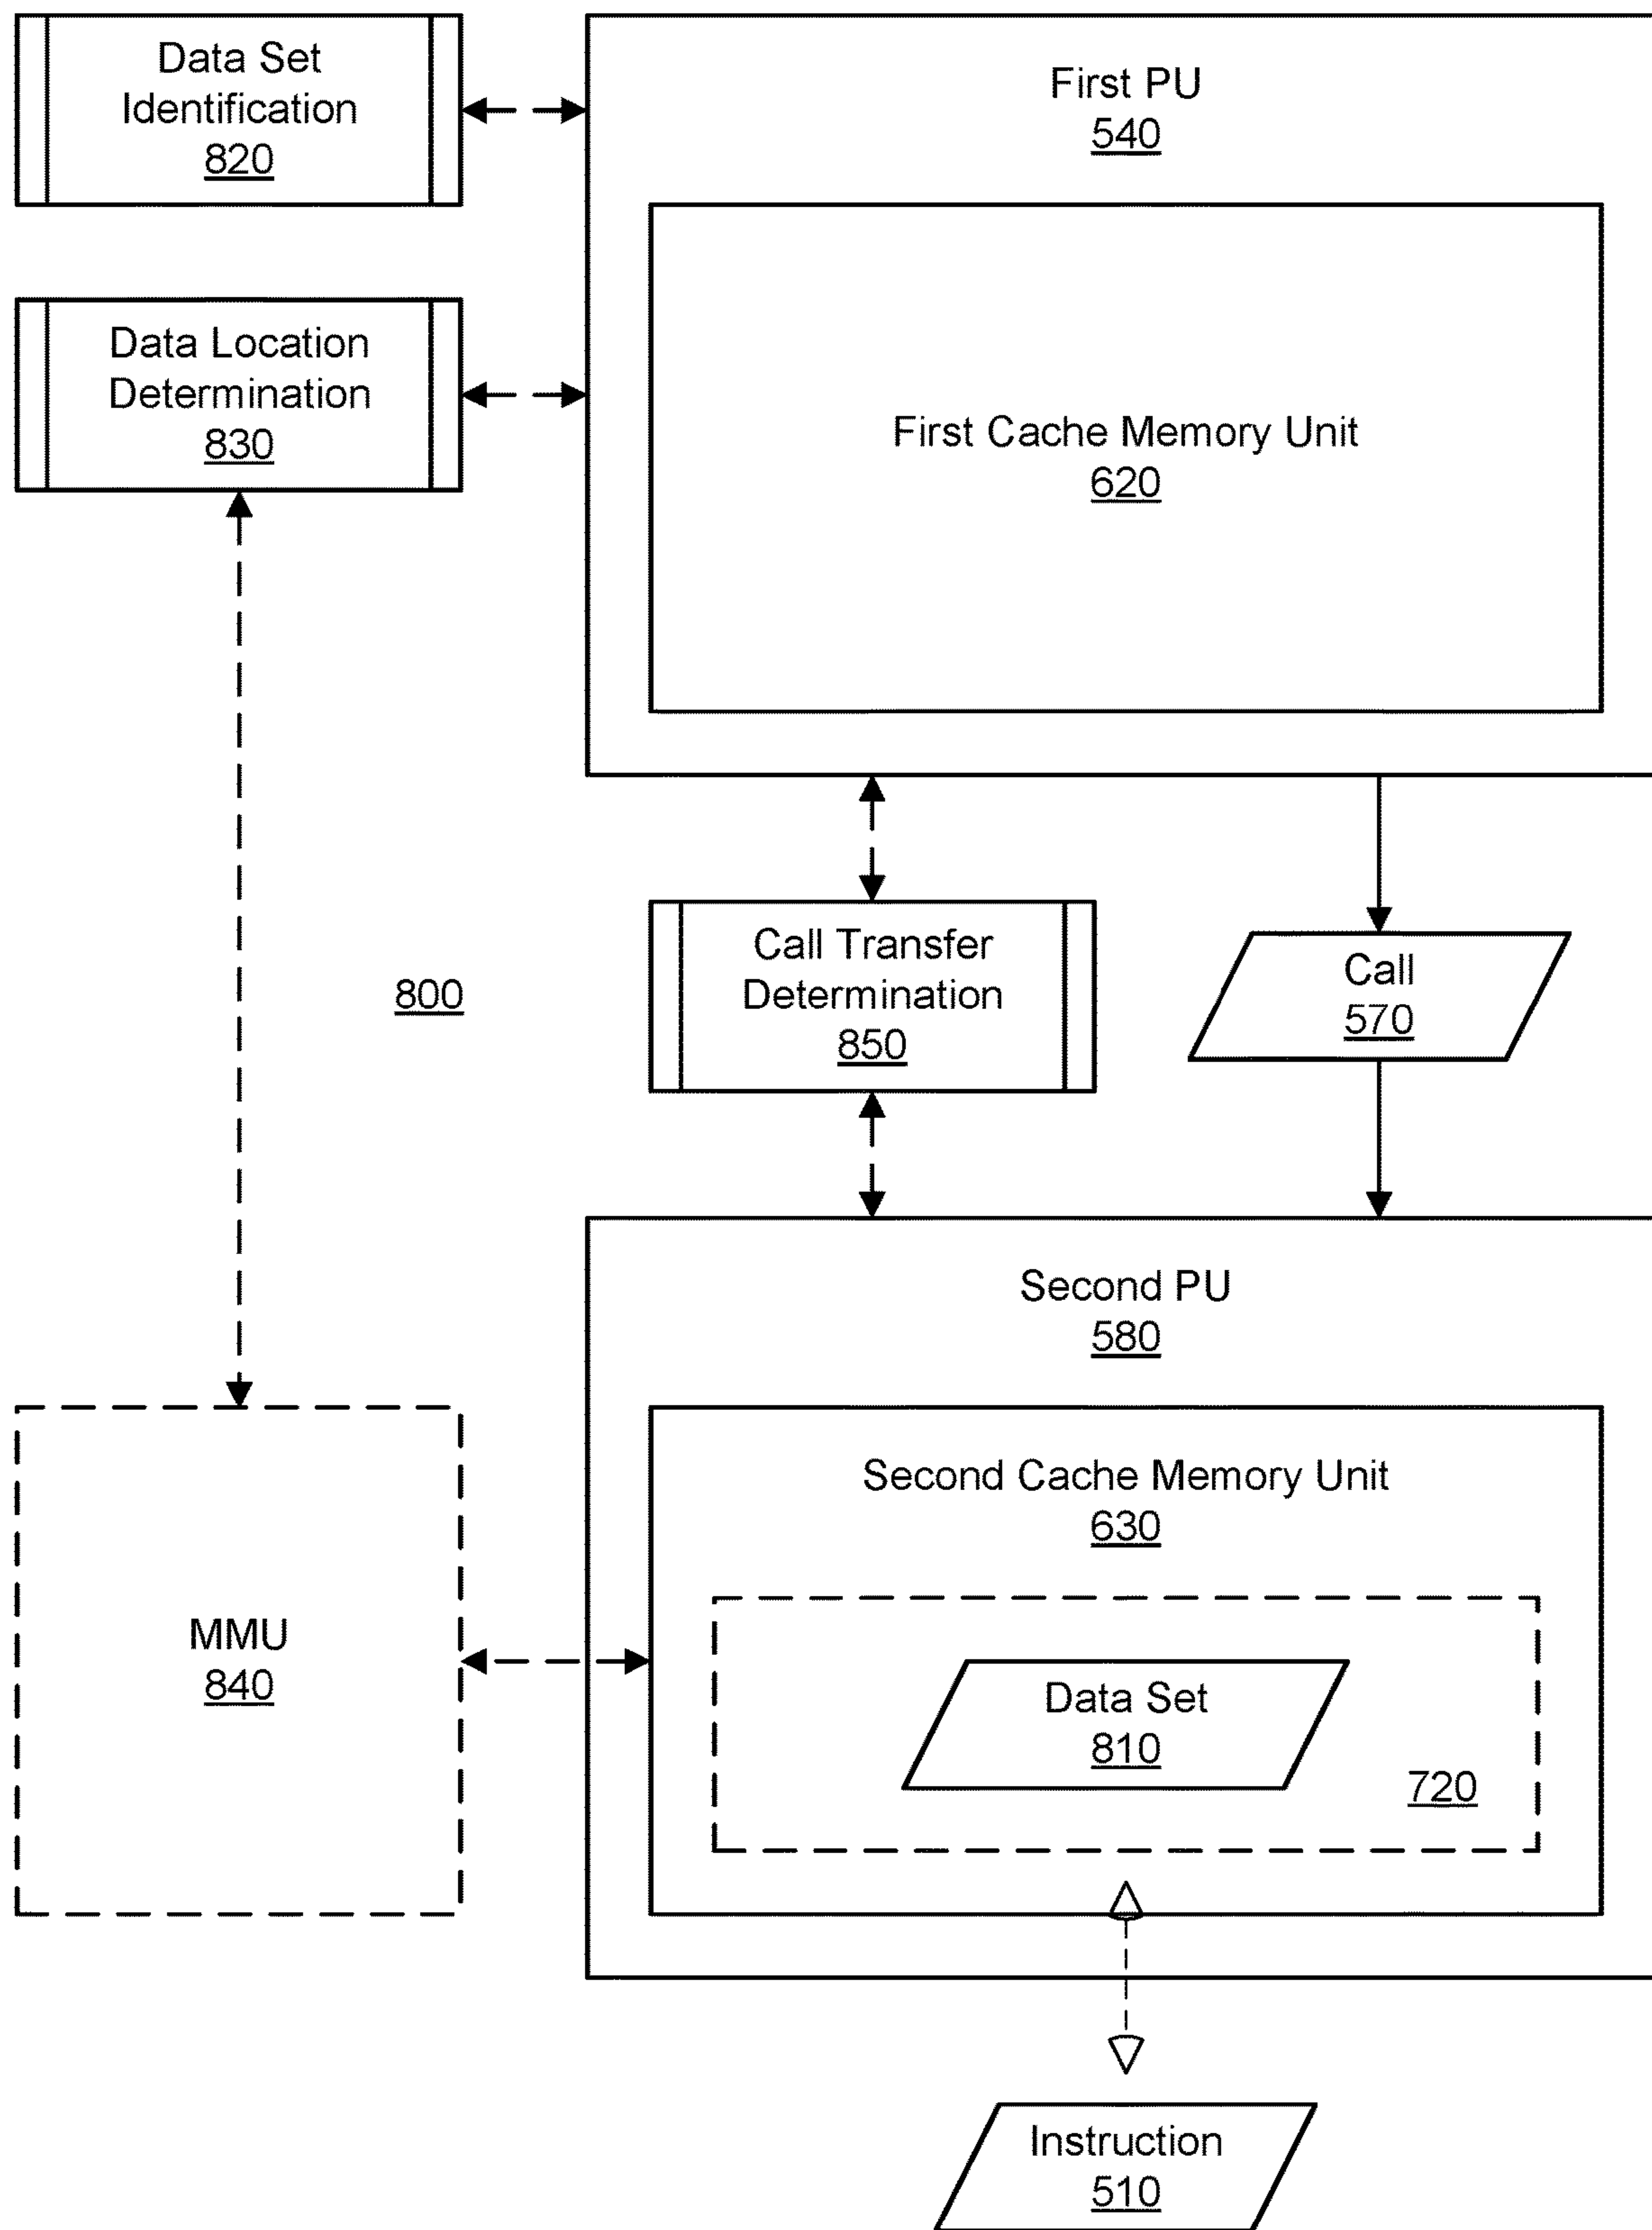 Data Set
Identification
820
First PU
540
Data Location
Determination
830
First Cache Memory Unit
620
800
Call Transfer
Determination
850
Call
570
Second PU
580
Second Cache Memory Unit
630
MMU
840
Data Set
810
720
Instruction
510